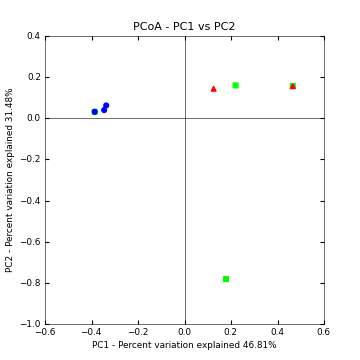 PCoA - PC1 vs PC2
0.4
0.2
0.0
−0.2
−0.4
−0.6
−0.8
−1.0
PC2 - Percent variation explained 31.48%
−0.6 −0.4 −0.2 0.0 0.2 0.4 0.6
PC1 - Percent variation explained 46.81%